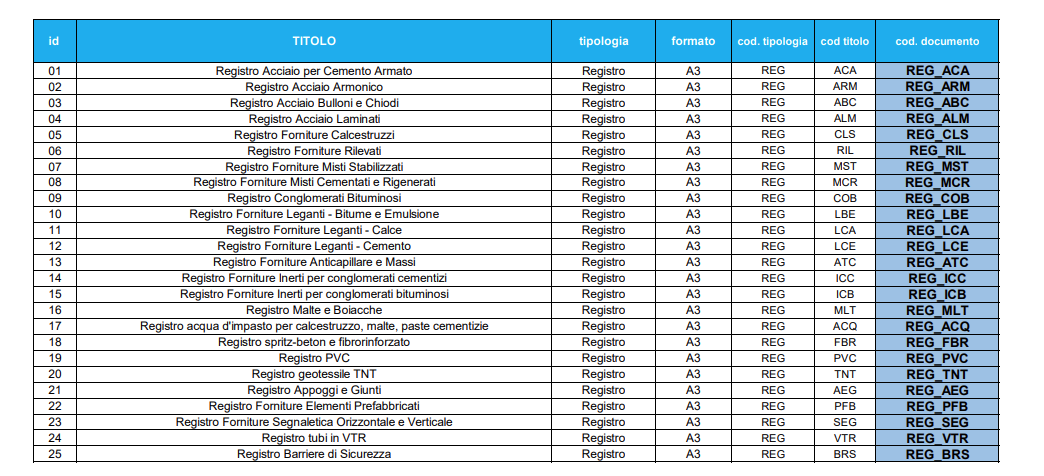 id TITOLO tipologia formato cod. tipologia cod titolo cod. documento
01 Registro Acciaio per Cemento Armato Registro A3 REG ACA REG_ACA
02 Registro Acciaio Armonico Registro A3 REG ARM REG_ARM
03 Registro Acciaio Bulloni e Chiodi Registro A3 REG ABC REG_ABC
04 Registro Acciaio Laminati Registro A3 REG ALM REG_ALM
05 Registro Forniture Calcestruzzi Registro A3 REG CLS REG_CLS
06 Registro Forniture Rilevati Registro A3 REG RIL REG_RIL
07 Registro Forniture Misti Stabilizzati Registro A3 REG MST REG_MST
08 Registro Forniture Misti Cementati e Rigenerati Registro A3 REG MCR REG_MCR
09 Registro Conglomerati Bituminosi Registro A3 REG COB REG_COB
10 Registro Forniture Leganti - Bitume e Emulsione Registro A3 REG LBE REG_LBE
11 Registro Forniture Leganti - Calce Registro A3 REG LCA REG_LCA
12 Registro Forniture Leganti - Cemento Registro A3 REG LCE REG_LCE
13 Registro Forniture Anticapillare e Massi Registro A3 REG ATC REG_ATC
14 Registro Forniture Inerti per conglomerati cementizi Registro A3 REG ICC REG_ICC
15 Registro Forniture Inerti per conglomerati bituminosi Registro A3 REG ICB REG_ICB
16 Registro Malte e Boiacche Registro A3 REG MLT REG_MLT
17 Registro acqua d'impasto per calcestruzzo, malte, paste cementizie Registro A3 REG ACQ REG_ACQ
18 Registro spritz-beton e fibrorinforzato Registro A3 REG FBR REG_FBR
19 Registro PVC Registro A3 REG PVC REG_PVC
20 Registro geotessile TNT Registro A3 REG TNT REG_TNT
21 Registro Appoggi e Giunti Registro A3 REG AEG REG_AEG
22 Registro Forniture Elementi Prefabbricati Registro A3 REG PFB REG_PFB
23 Registro Forniture Segnaletica Orizzontale e Verticale Registro A3 REG SEG REG_SEG
24 Registro tubi in VTR Registro A3 REG VTR REG_VTR
25 Registro Barriere di Sicurezza Registro A3 REG BRS REG_BRS